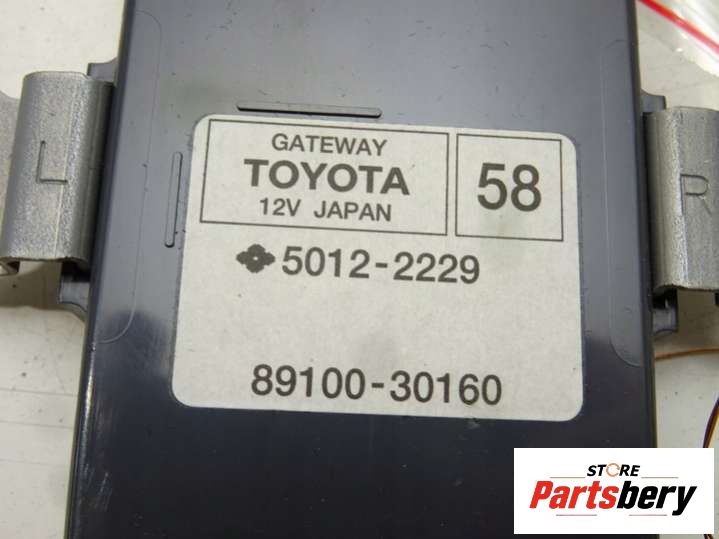 L
GATEWAY
TOYOTA
12V JAPAN
58
5012-2229
89100-30160
R
STORE
Partsbery